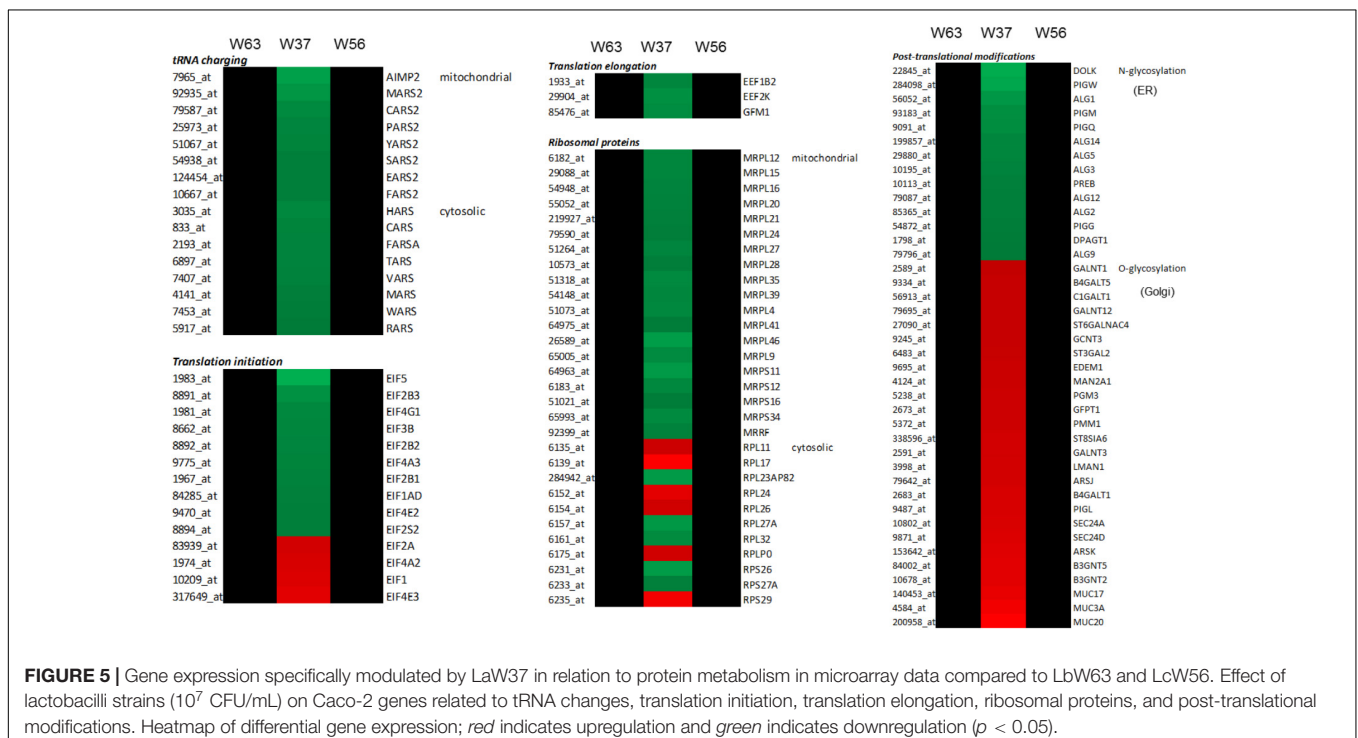 W63 W37 W56
tRNA charging
7965_at AIMP2 mitochondrial
92935_at MARS2
79587_at CARS2
25973_at PARS2
51067_at YARS2
54938_at SARS2
124454_at EARS2
10667_at FARS2
3035_at HARS cytosolic
833_at CARS
2193_at FARSA
6897_at TARS
7407_at VARS
4141_at MARS
7453_at WARS
5917_at RARS
Translation initiation
1983_at EIF5
8891_at EIF2B3
1981_at EIF4G1
8662_at EIF3B
8892_at EIF2B2
9775_at EIF4A3
1967_at EIF2B1
84285_at EIF1AD
9470_at EIF4E2
8894_at EIF2S2
83939_at EIF2A
1974_at EIF4A2
10209_at EIF1
317649_at EIF4E3
W63 W37 W56
Translation elongation
1933_at EEF1B2
29904_at EEF2K
85476_at GFM1
Ribosomal proteins
6182_at MRPL12 mitochondrial
29088_at MRPL15
54948_at MRPL16
55052_at MRPL20
219927_at MRPL21
79590_at MRPL24
51264_at MRPL27
10573_at MRPL28
51318_at MRPL35
54148_at MRPL39
51073_at MRPL4
64975_at MRPL41
26589_at MRPL46
65005_at MRPL9
64963_at MRPS11
6183_at MRPS12
51021_at MRPS16
65993_at MRPS34
92399_at MRRF
6135_at RPL11 cytosolic
6139_at RPL17
284942_at RPL23AP82
6152_at RPL24
6154_at RPL26
6157_at RPL27A
6161_at RPL32
6175_at RPLP0
6231_at RPS26
6233_at RPS27A
6235_at RPS29
W63 W37 W56
Post-translational modifications
22845_at DOLK N-glycosylation
284098_at PIGW (ER)
56052_at ALG1
93183_at PIGM
9091_at PIGQ
199857_at ALG14
29880_at ALG5
10195_at ALG3
10113_at PREB
79087_at ALG12
85365_at ALG2
54872_at PIGG
1798_at DPAGT1
79796_at ALG9
2589_at GALNT1 O-glycosylation
9334_at B4GALT5
56913_at C1GALT1 (Golgi)
79695_at GALNT12
27090_at ST6GALNAC4
9245_at GCNT3
6483_at ST3GAL2
9695_at EDEM1
4124_at MAN2A1
5238_at PGM3
2673_at GFPT1
5372_at PMM1
338596_at ST8SIA6
2591_at GALNT3
3998_at LMAN1
79642_at ARSJ
2683_at B4GALT1
9487_at PIGL
10802_at SEC24A
9871_at SEC24D
153642_at ARSK
84002_at B3GNT5
10678_at B3GNT2
140453_at MUC17
4584_at MUC3A
200958_at MUC20
FIGURE 5 | Gene expression specifically modulated by LaW37 in relation to protein metabolism in microarray data compared to LbW63 and LcW56. Effect of
lactobacilli strains (10⁷ CFU/mL) on Caco-2 genes related to tRNA changes, translation initiation, translation elongation, ribosomal proteins, and post-translational
modifications. Heatmap of differential gene expression; red indicates upregulation and green indicates downregulation (p < 0.05).